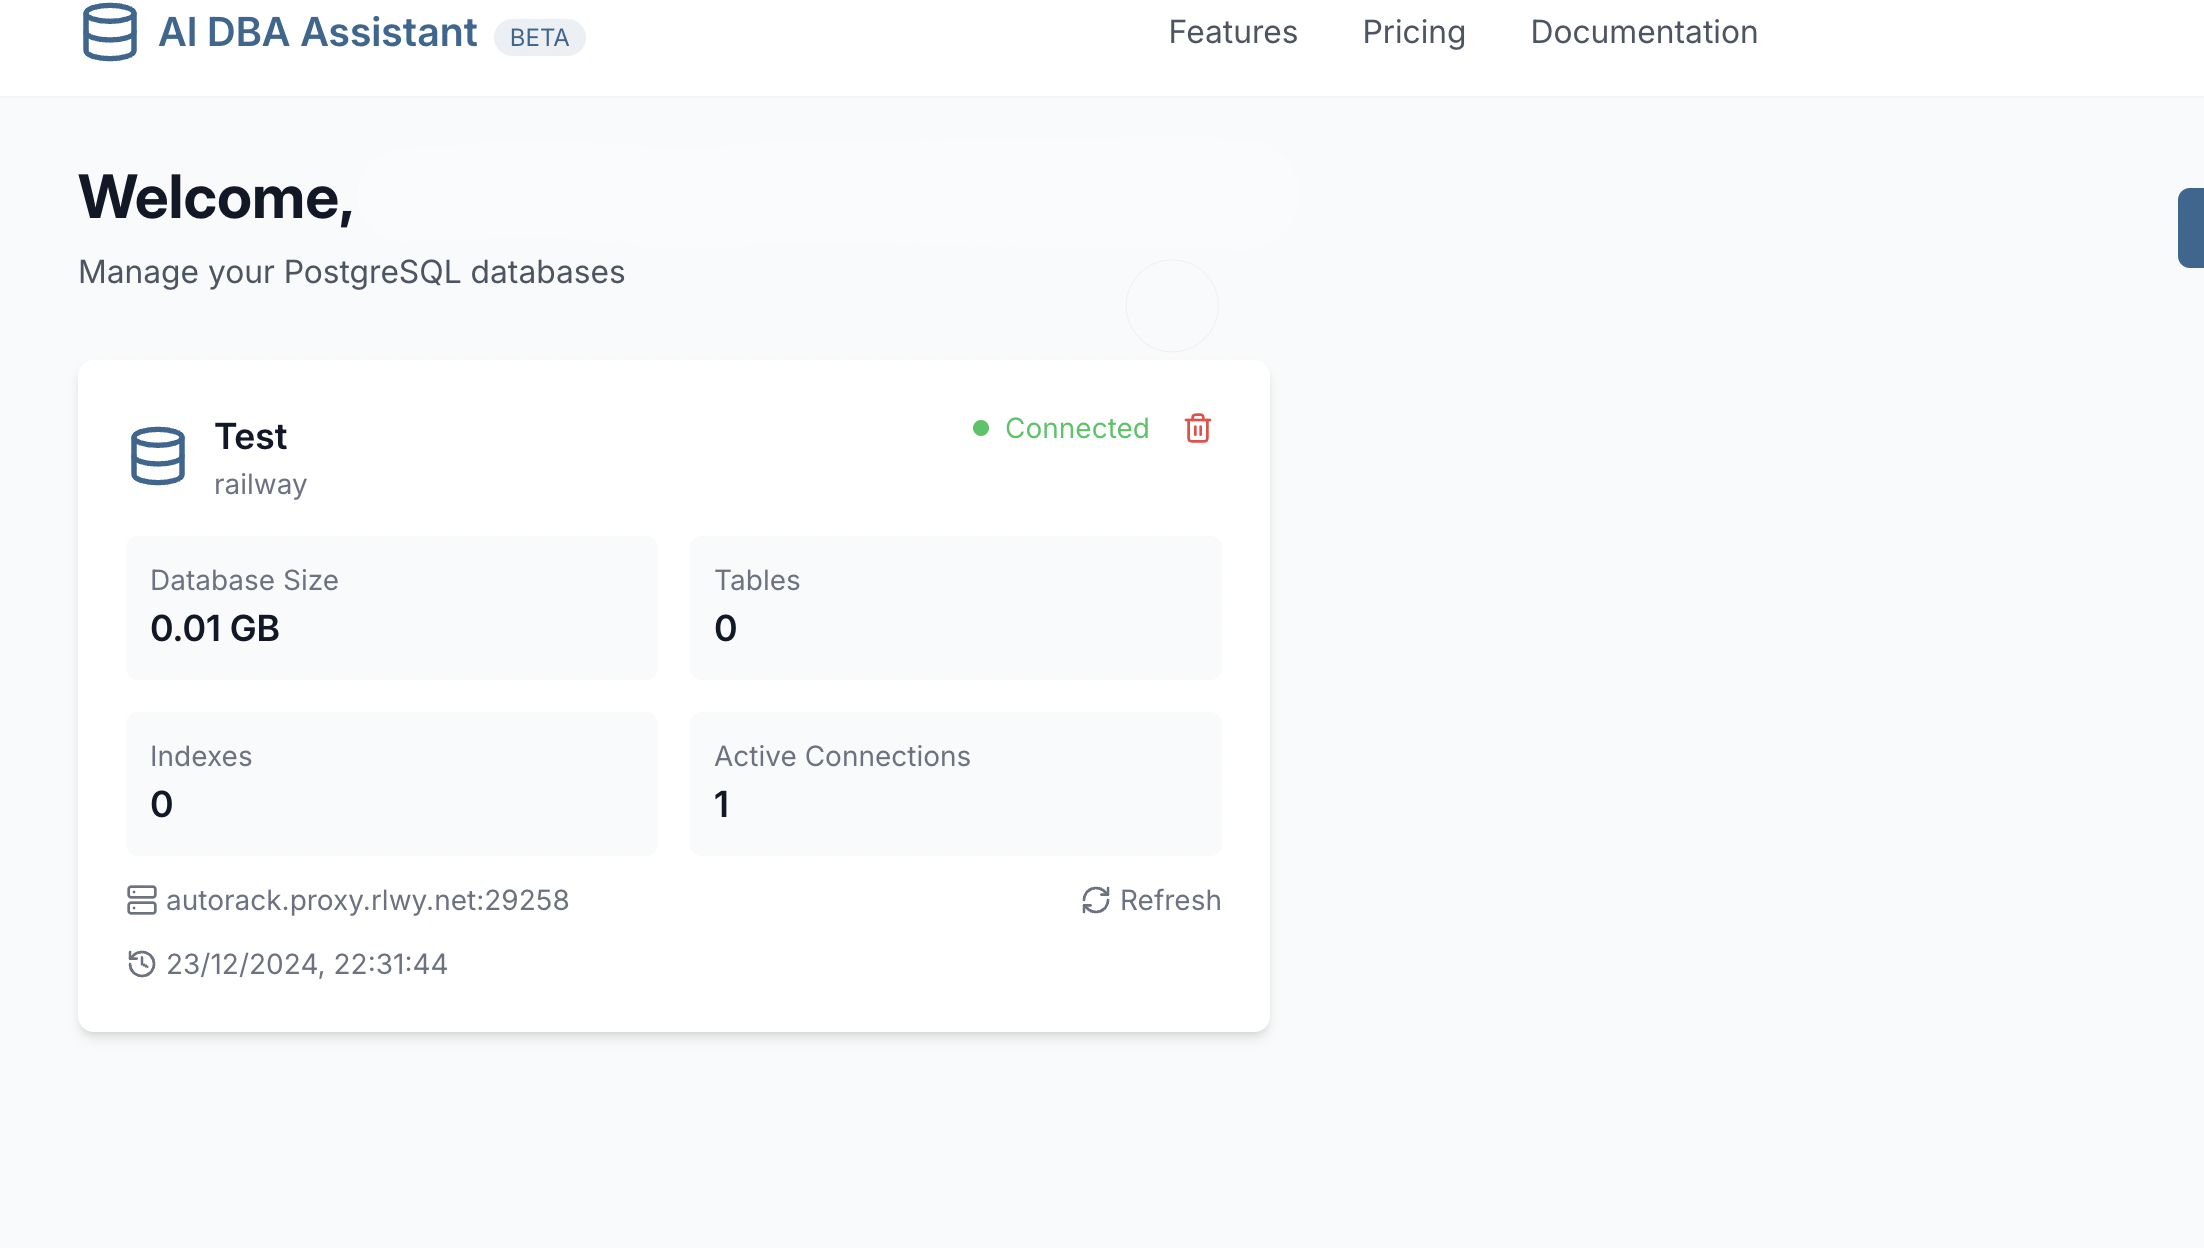 AI DBA Assistant BETA Features Pricing Documentation
Welcome,
Manage your PostgreSQL databases
Test
railway
Connected
Database Size
0.01 GB
Tables
0
Indexes
0
Active Connections
1
autorack.proxy.rlwy.net:29258
Refresh
23/12/2024, 22:31:44